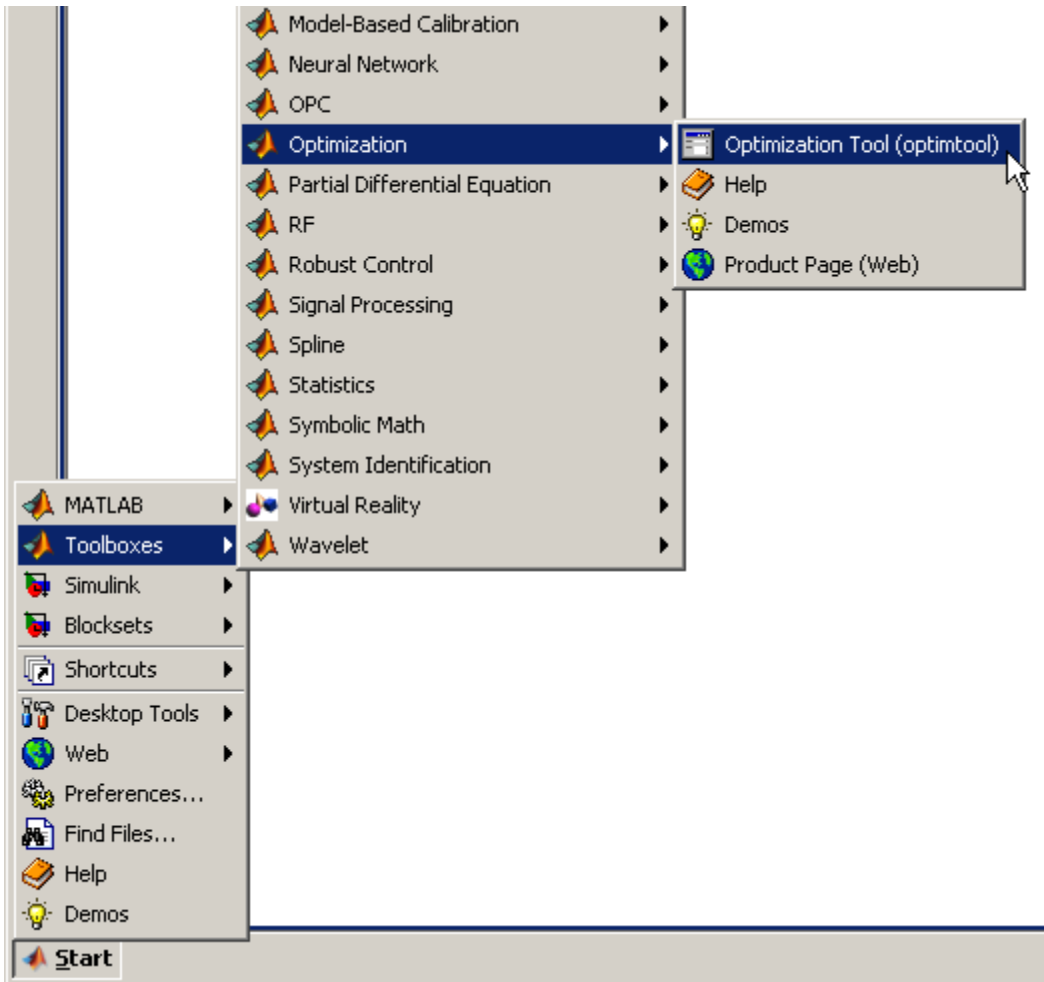 Model-Based Calibration
Neural Network
OPC
Optimization
Partial Differential Equation
RF
Robust Control
Signal Processing
Spline
Statistics
Symbolic Math
System Identification
Virtual Reality
Wavelet
Optimization Tool (optimtool)
Help
Demos
Product Page (Web)
MATLAB
Toolboxes
Simulink
Blocksets
Shortcuts
Desktop Tools
Web
Preferences...
Find Files...
Help
Demos
Start